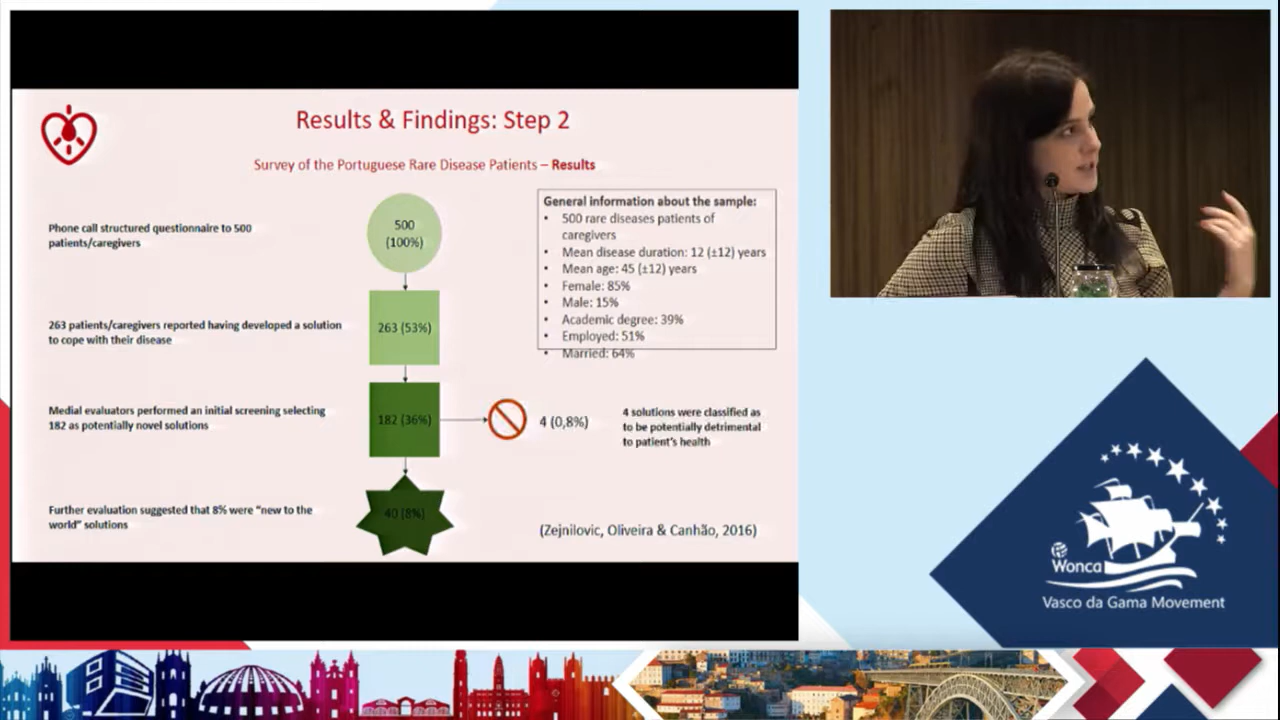 Results & Findings: Step 2
Survey of the Portuguese Rare Disease Patients – Results
Phone call structured questionnaire to 500
patients/caregivers
500
(100%)
General information about the sample:
• 500 rare diseases patients of
caregivers
• Mean disease duration: 12 (±12) years
• Mean age: 45 (±12) years
• Female: 85%
• Male: 15%
• Academic degree: 39%
• Employed: 51%
• Married: 64%
263 patients/caregivers reported having developed a solution
to cope with their disease
263 (53%)
Medial evaluators performed an initial screening selecting
182 as potentially novel solutions
182 (36%)
4 (0,8%)
4 solutions were classified as
to be potentially detrimental
to patient's health
Further evaluation suggested that 8% were "new to the
world" solutions
40 (8%)
(Zejnilovic, Oliveira & Canhão, 2016)
Wonca
Vasco da Gama Movement